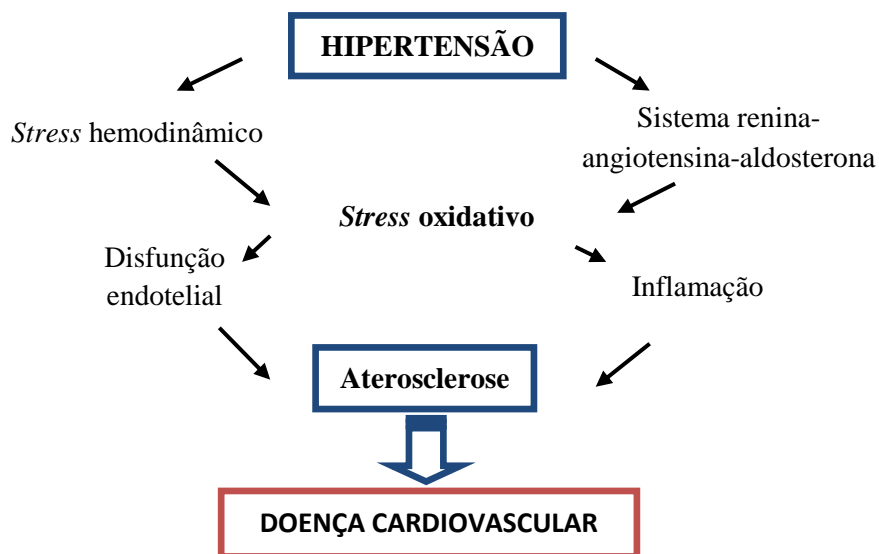 HIPERTENSÃO
Stress hemodinâmico
Sistema renina-
angiotensina-aldosterona
Stress oxidativo
Disfunção
endotelial
Inflamação
Aterosclerose
DOENÇA CARDIOVASCULAR